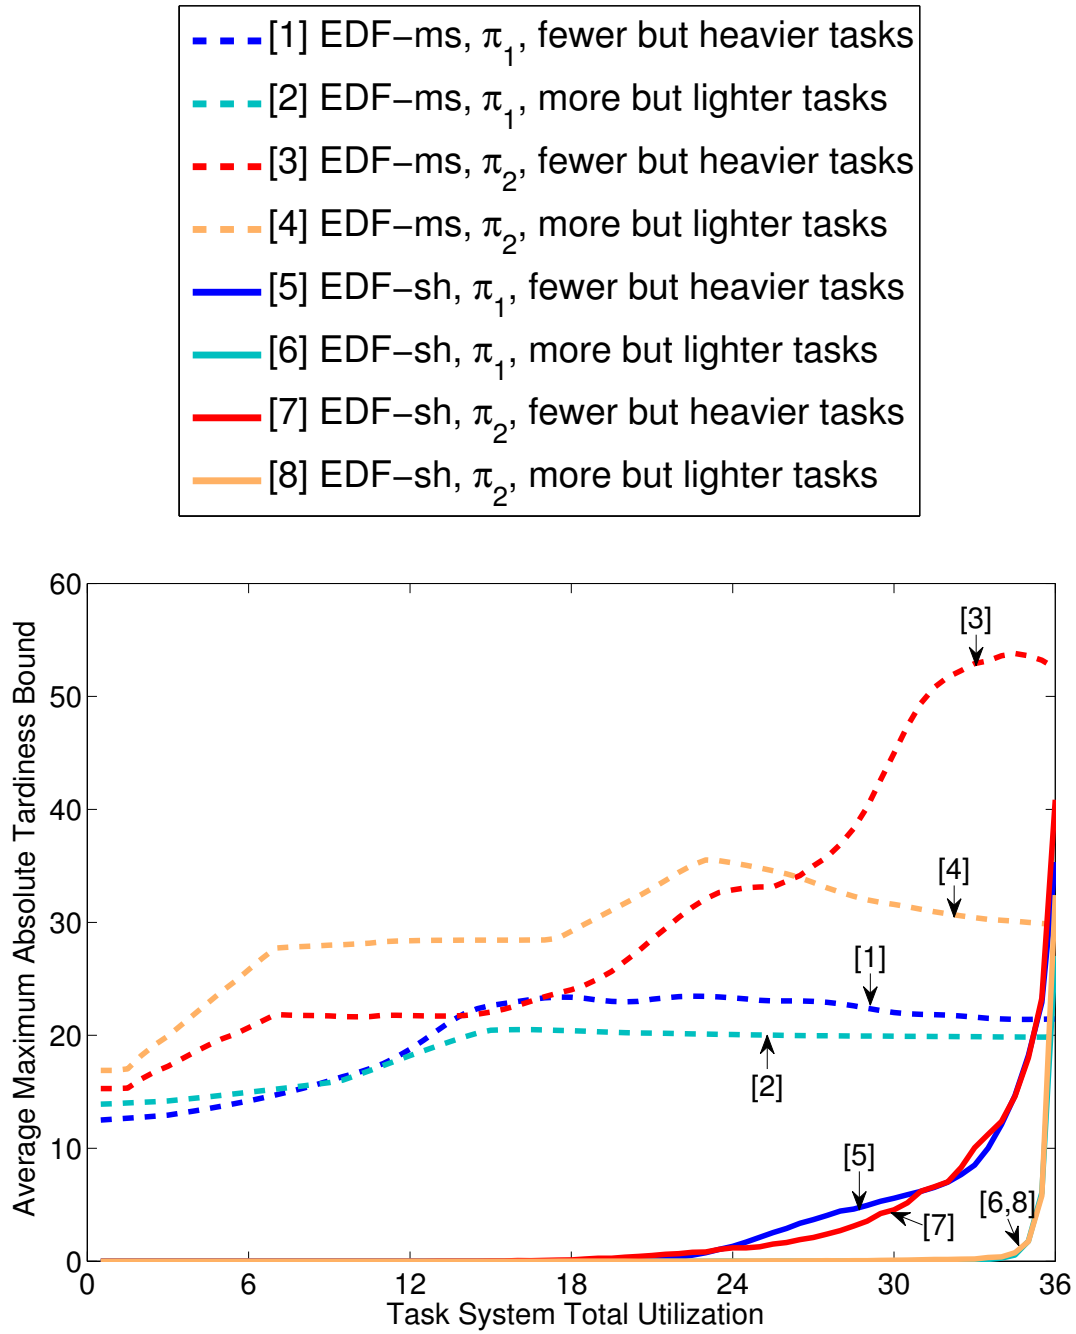 [1] EDF−ms, π1, fewer but heavier tasks
[2] EDF−ms, π1, more but lighter tasks
[3] EDF−ms, π2, fewer but heavier tasks
[4] EDF−ms, π2, more but lighter tasks
[5] EDF−sh, π1, fewer but heavier tasks
[6] EDF−sh, π1, more but lighter tasks
[7] EDF−sh, π2, fewer but heavier tasks
[8] EDF−sh, π2, more but lighter tasks
60
50
40
30
20
10
0
Average Maximum Absolute Tardiness Bound
[3]
[4]
[1]
[2]
[5]
[7]
[6,8]
0 6 12 18 24 30 36
Task System Total Utilization